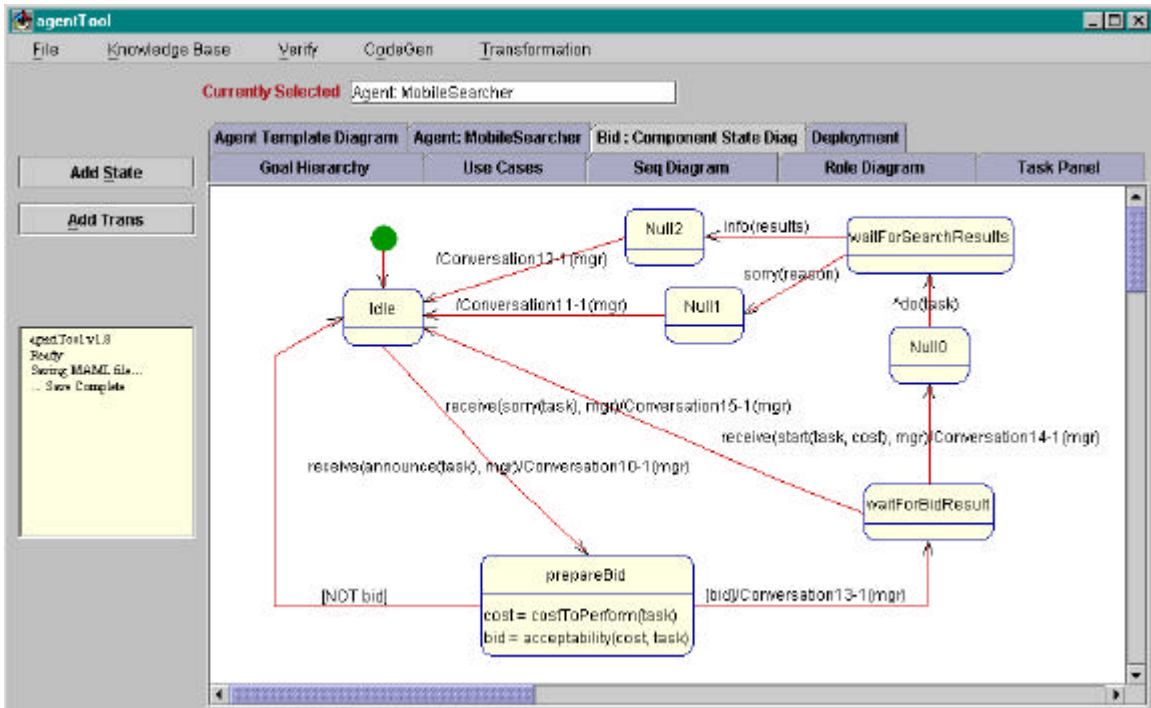 agentTool
File Knowledge Base Verify CodeGen Transformation
Currently Selected Agent: MobileSearcher
Agent Template Diagram Agent: MobileSearcher Bid : Component State Diag Deployment
Goal Hierarchy Use Cases Seq Diagram Role Diagram Task Panel
Add State
Add Trans
agentTool v1.8
Ready
Saving MAML file...
... Save Complete
Null2
info(results)
waitForSearchResults
/Conversation12-1(mgr)
sorry(reason)
Idle
/Conversation11-1(mgr)
Null1
^do(task)
Null0
receive(sorry(task), mgr)/Conversation15-1(mgr)
receive(start(task, cost), mgr)/Conversation14-1(mgr)
receive(announce(task), mgr)/Conversation10-1(mgr)
waitForBidResult
prepareBid
[NOT bid]
[bid]/Conversation13-1(mgr)
cost = costToPerform(task)
bid = acceptability(cost, task)